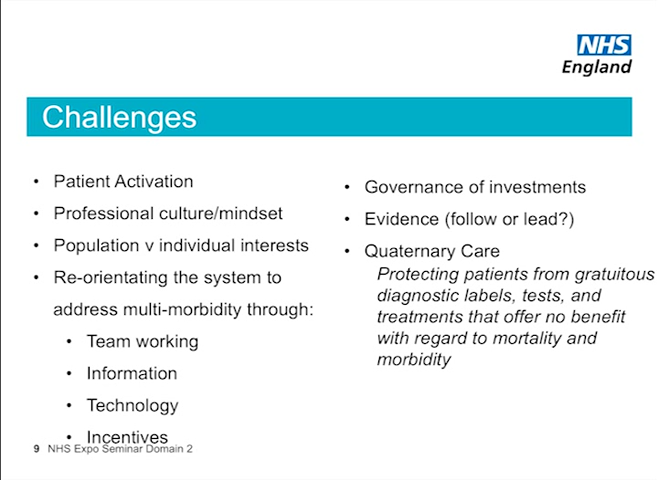 NHS
England
Challenges
• Patient Activation
• Professional culture/mindset
• Population v individual interests
• Re-orientating the system to
address multi-morbidity through:
• Team working
• Information
• Technology
• Incentives
• Governance of investments
• Evidence (follow or lead?)
• Quaternary Care
Protecting patients from gratuitous
diagnostic labels, tests, and
treatments that offer no benefit
with regard to mortality and
morbidity
9 NHS Expo Seminar Domain 2